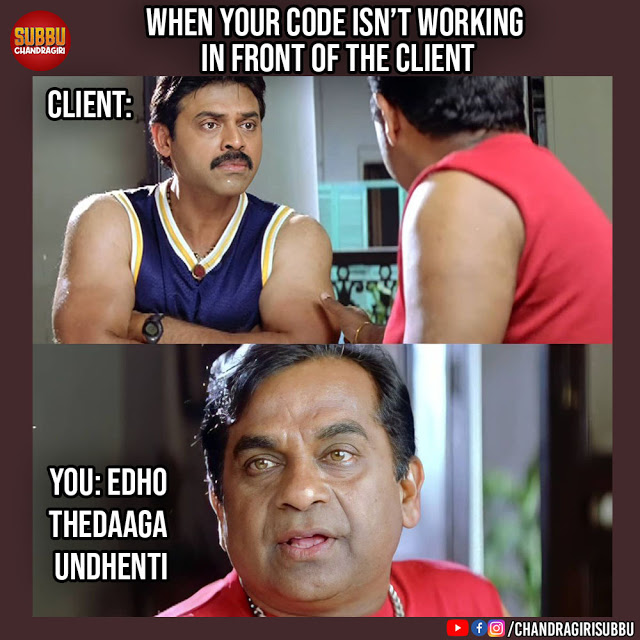 SUBBU
CHANDRAGIRI
WHEN YOUR CODE ISN'T WORKING
IN FRONT OF THE CLIENT
CLIENT:
YOU: EDHO
THEDAAGA
UNDHENTI
/CHANDRAGIRISUBBU